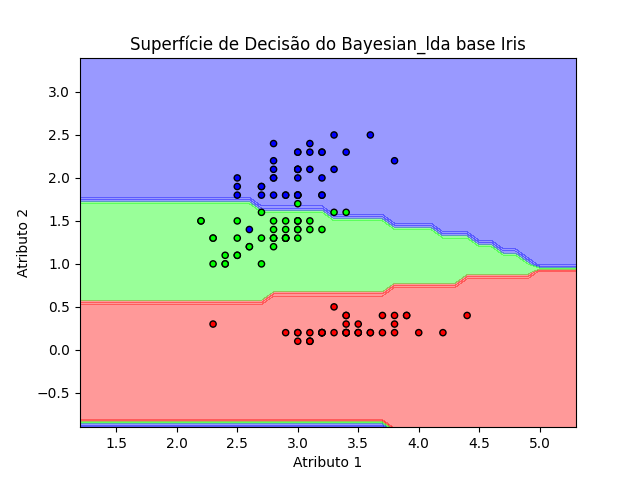 Superfície de Decisão do Bayesian_lda base Iris
3.0
2.5
2.0
1.5
1.0
0.5
0.0
−0.5
Atributo 2
1.5 2.0 2.5 3.0 3.5 4.0 4.5 5.0
Atributo 1